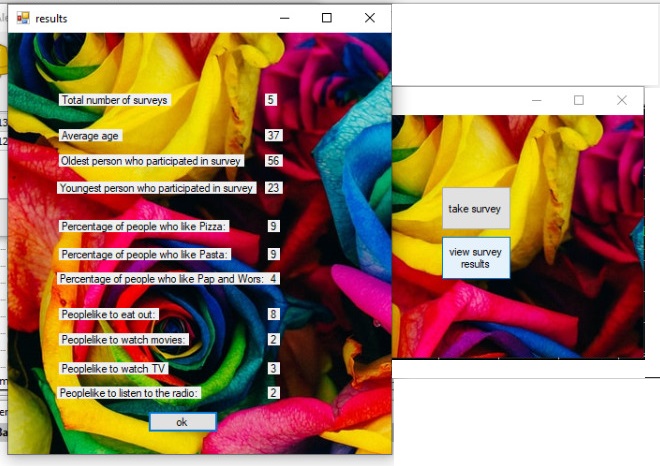 results
Total number of surveys 5
Average age 37
Oldest person who participated in survey 56
Youngest person who participated in survey 23
Percentage of people who like Pizza: 9
Percentage of people who like Pasta: 9
Percentage of people who like Pap and Wors: 4
Peoplelike to eat out: 8
Peoplelike to watch movies: 2
Peoplelike to watch TV 3
Peoplelike to listen to the radio: 2
ok
take survey
view survey
results